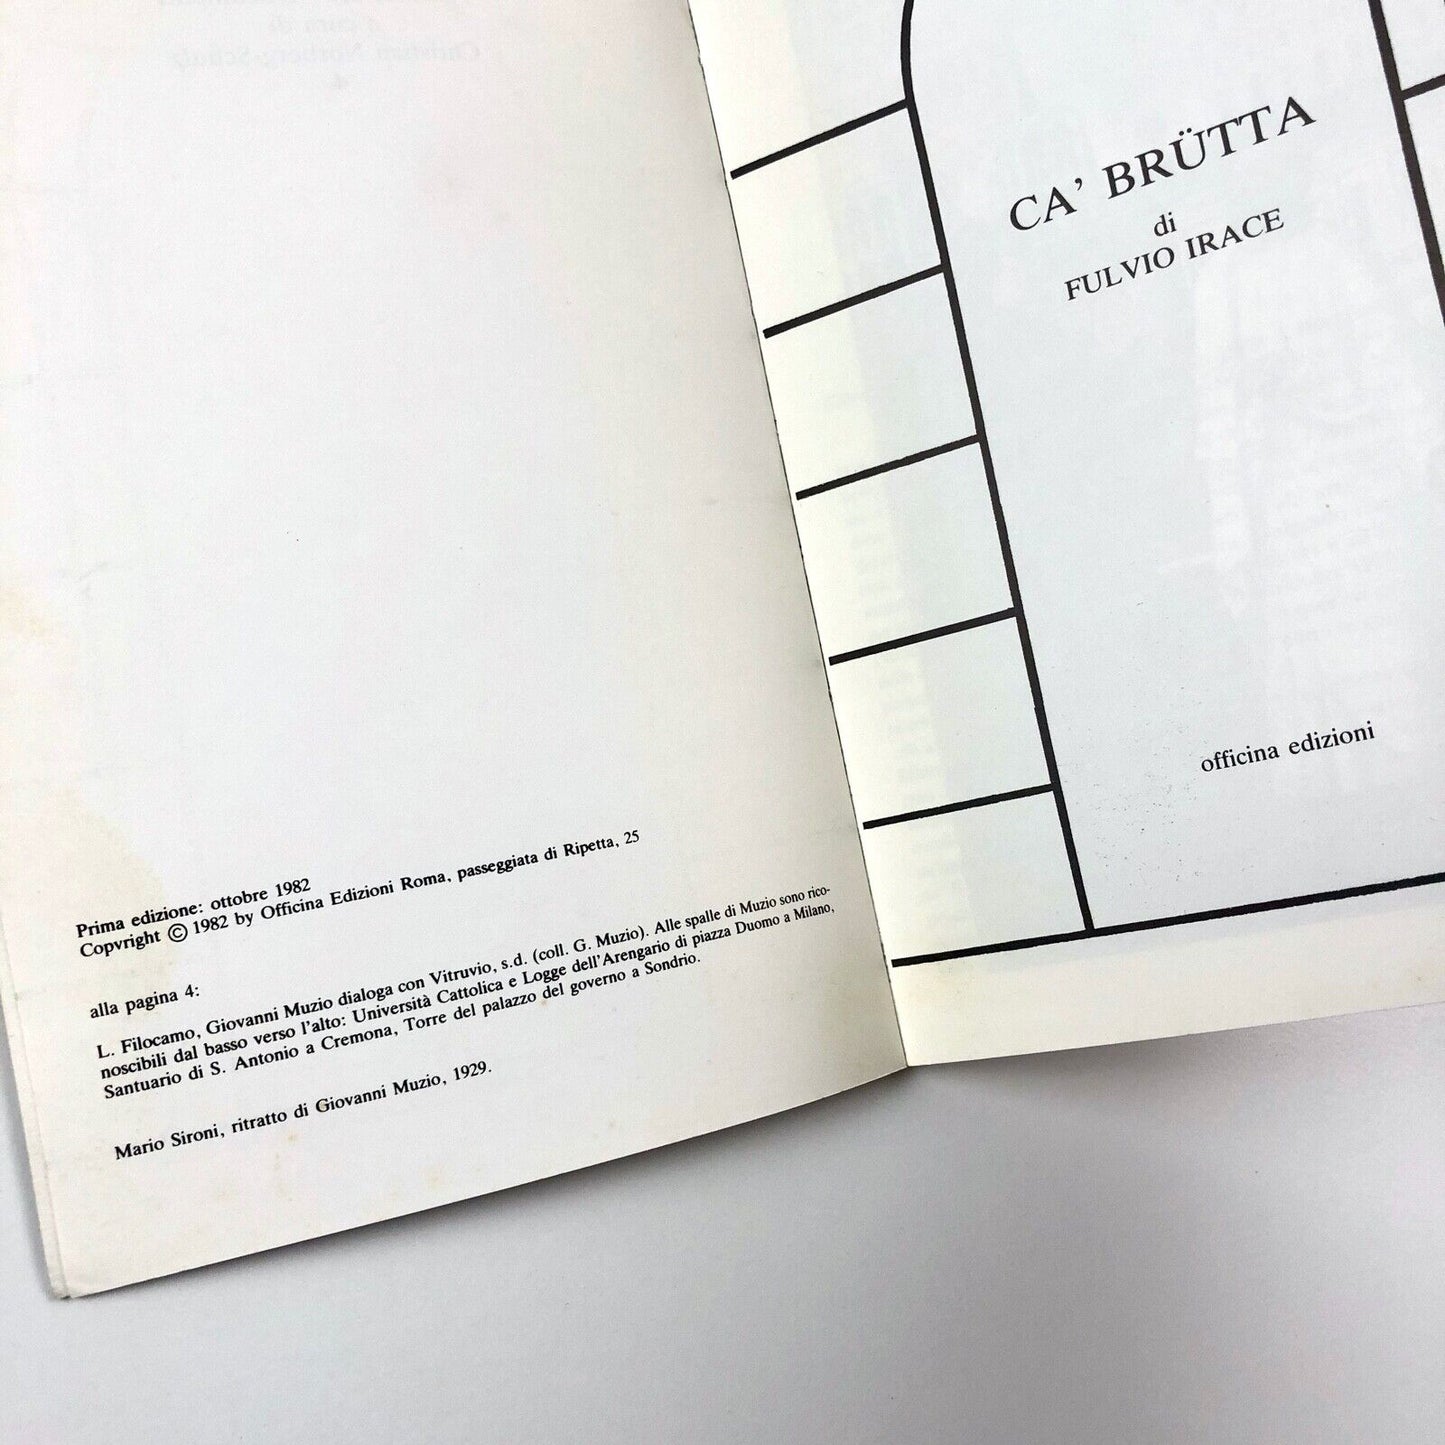 Prima edizione: ottobre 1982
Copyright © 1982 by Officina Edizioni Roma, passeggiata di Ripetta, 25
alla pagina 4:
L. Filocamo, Giovanni Muzio dialoga con Vitruvio, s.d. (coll. G. Muzio). Alle spalle di Muzio sono rico-
noscibili dal basso verso l'alto: Università Cattolica e Logge dell'Arengario di piazza Duomo a Milano,
Santuario di S. Antonio a Cremona, Torre del palazzo del governo a Sondrio.
Mario Sironi, ritratto di Giovanni Muzio, 1929.
CA' BRÜTTA
di
FULVIO IRACE
officina edizioni